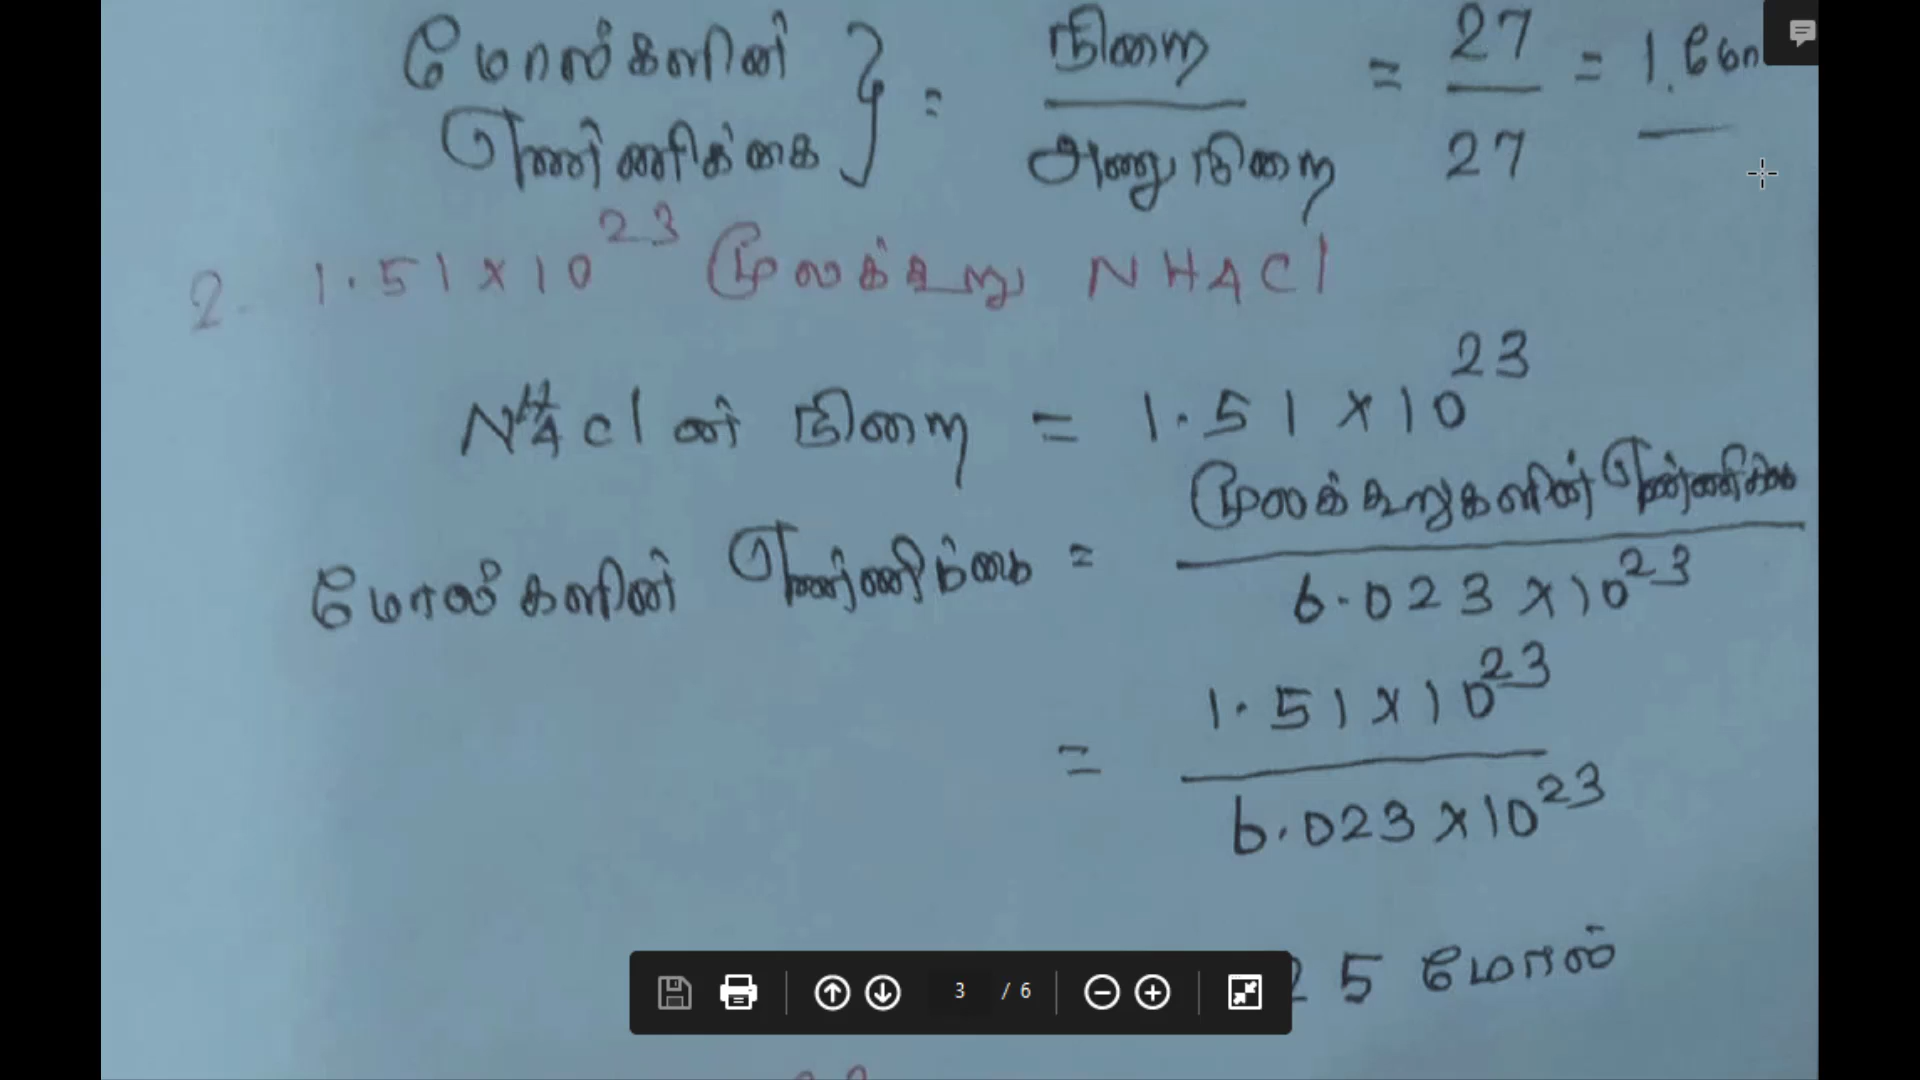 மோல்களின் } = நிறை / அணு நிறை = 27 / 27 = 1.
எண்ணிக்கை
2. 1.51 x 10^23 மூலக்கூறு NH4Cl
NH4Cl ன் நிறை = 1.51 x 10^23
மோல்களின் எண்ணிக்கை = மூலக்கூறுகளின் எண்ணிக்கை / 6.023 x 10^23
= 1.51 x 10^23 / 6.023 x 10^23
25 மோல்
3 / 6